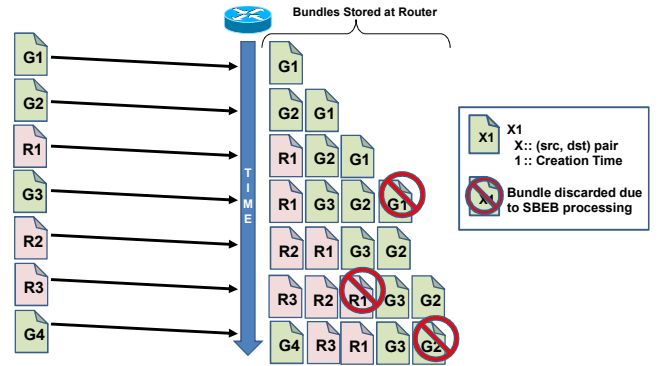 Bundles Stored at Router
G1
G1
G2
G2 G1
R1
R1 G2 G1
G3
R1 G3 G2 G1
R2
R2 R1 G3 G2
R3
R3 R2 R1 G3 G2
G4
G4 R3 R1 G3 G2
T
I
M
E
X1
X1
X:: (src, dst) pair
1 :: Creation Time
X1
Bundle discarded due
to SBEB processing